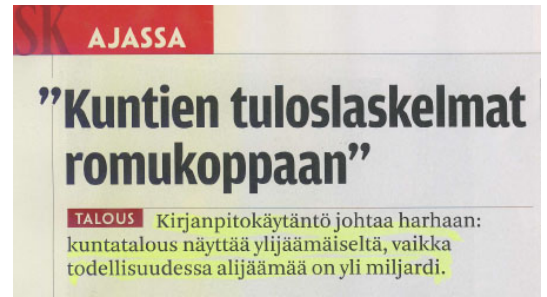 SK AJASSA
”Kuntien tuloslaskelmat
romukoppaan”
TALOUS Kirjanpitokäytäntö johtaa harhaan:
kuntatalous näyttää ylijäämäiseltä, vaikka
todellisuudessa alijäämää on yli miljardi.